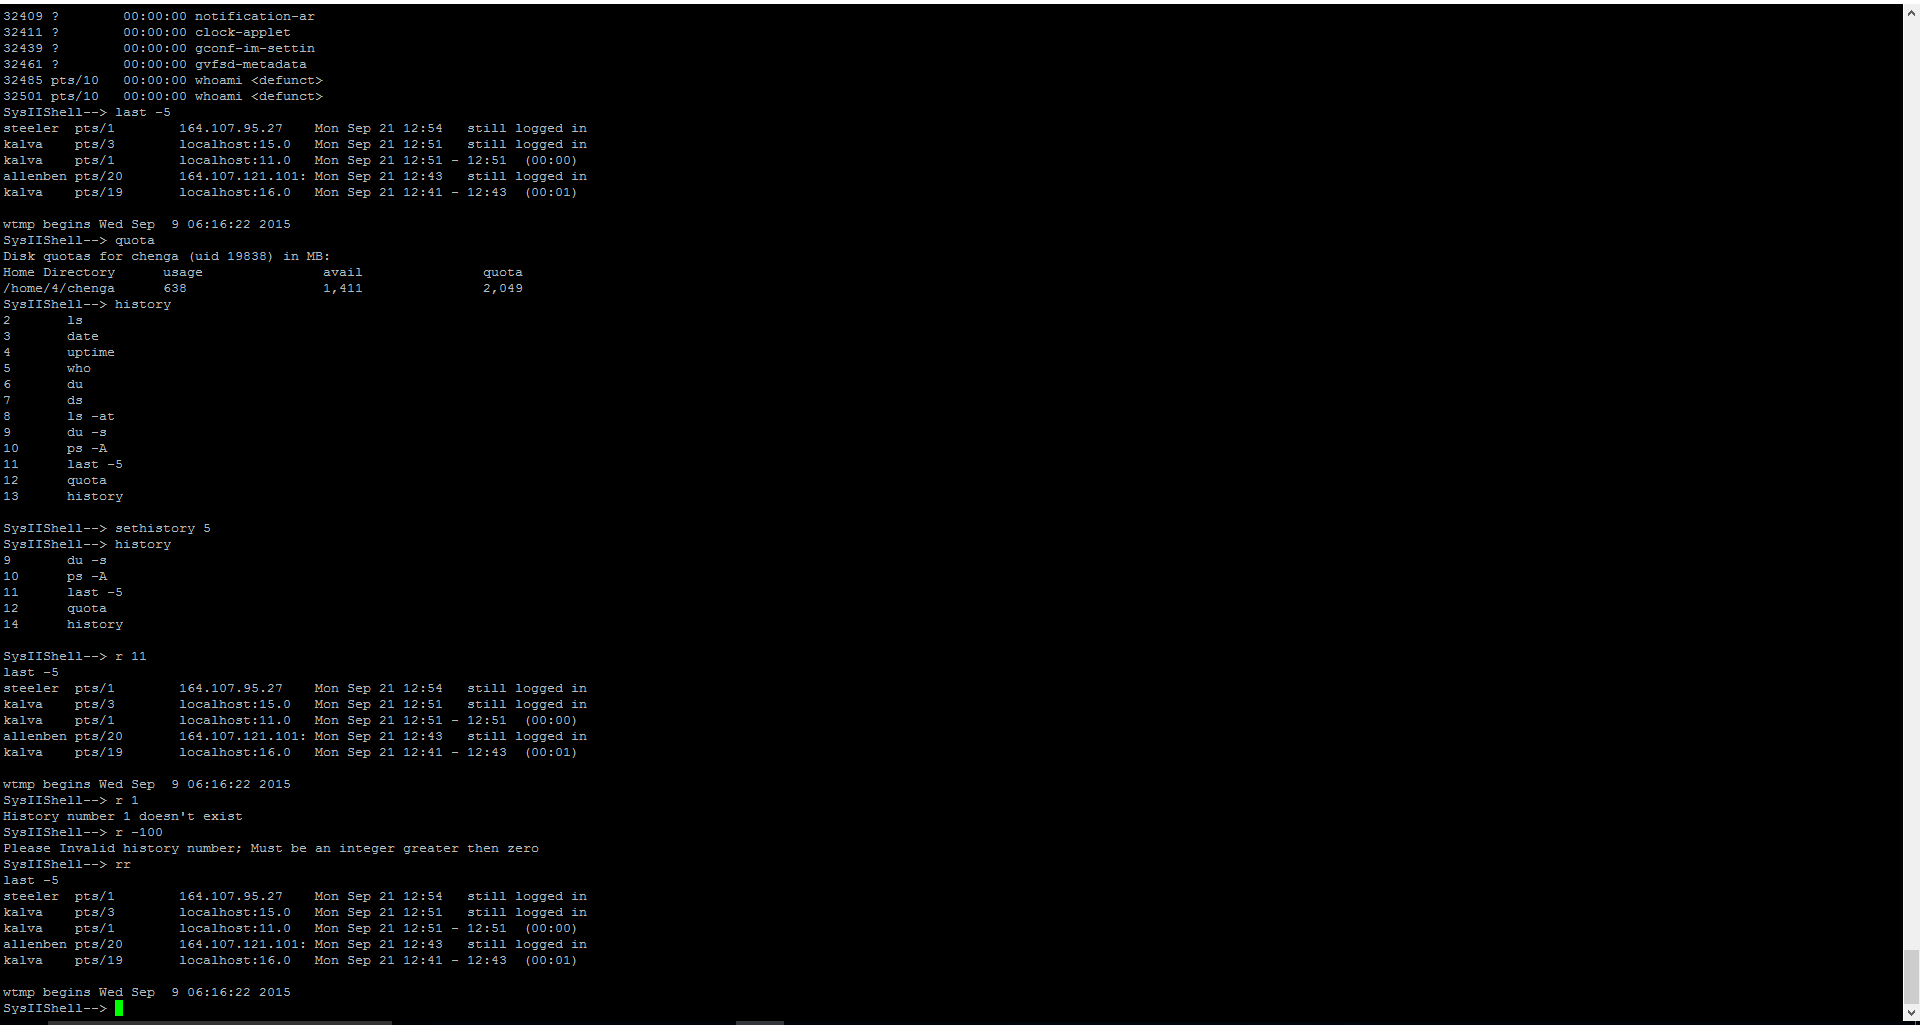 32409 ?        00:00:00 notification-ar
32411 ?        00:00:00 clock-applet
32439 ?        00:00:00 gconf-im-settin
32461 ?        00:00:00 gvfsd-metadata
32485 pts/10   00:00:00 whoami <defunct>
32501 pts/10   00:00:00 whoami <defunct>
SysIIShell--> last -5
steeler  pts/1        164.107.95.27    Mon Sep 21 12:54   still logged in
kalva    pts/3        localhost:15.0   Mon Sep 21 12:51   still logged in
kalva    pts/1        localhost:11.0   Mon Sep 21 12:51 - 12:51  (00:00)
allenben pts/20       164.107.121.101: Mon Sep 21 12:43   still logged in
kalva    pts/19       localhost:16.0   Mon Sep 21 12:41 - 12:43  (00:01)

wtmp begins Wed Sep  9 06:16:22 2015
SysIIShell--> quota
Disk quotas for chenga (uid 19838) in MB:
Home Directory      usage               avail               quota
/home/4/chenga      638                 1,411               2,049
SysIIShell--> history
2       ls
3       date
4       uptime
5       who
6       du
7       ds
8       ls -at
9       du -s
10      ps -A
11      last -5
12      quota
13      history

SysIIShell--> sethistory 5
SysIIShell--> history
9       du -s
10      ps -A
11      last -5
12      quota
14      history

SysIIShell--> r 11
last -5
steeler  pts/1        164.107.95.27    Mon Sep 21 12:54   still logged in
kalva    pts/3        localhost:15.0   Mon Sep 21 12:51   still logged in
kalva    pts/1        localhost:11.0   Mon Sep 21 12:51 - 12:51  (00:00)
allenben pts/20       164.107.121.101: Mon Sep 21 12:43   still logged in
kalva    pts/19       localhost:16.0   Mon Sep 21 12:41 - 12:43  (00:01)

wtmp begins Wed Sep  9 06:16:22 2015
SysIIShell--> r 1
History number 1 doesn't exist
SysIIShell--> r -100
Please Invalid history number; Must be an integer greater then zero
SysIIShell--> rr
last -5
steeler  pts/1        164.107.95.27    Mon Sep 21 12:54   still logged in
kalva    pts/3        localhost:15.0   Mon Sep 21 12:51   still logged in
kalva    pts/1        localhost:11.0   Mon Sep 21 12:51 - 12:51  (00:00)
allenben pts/20       164.107.121.101: Mon Sep 21 12:43   still logged in
kalva    pts/19       localhost:16.0   Mon Sep 21 12:41 - 12:43  (00:01)

wtmp begins Wed Sep  9 06:16:22 2015
SysIIShell-->